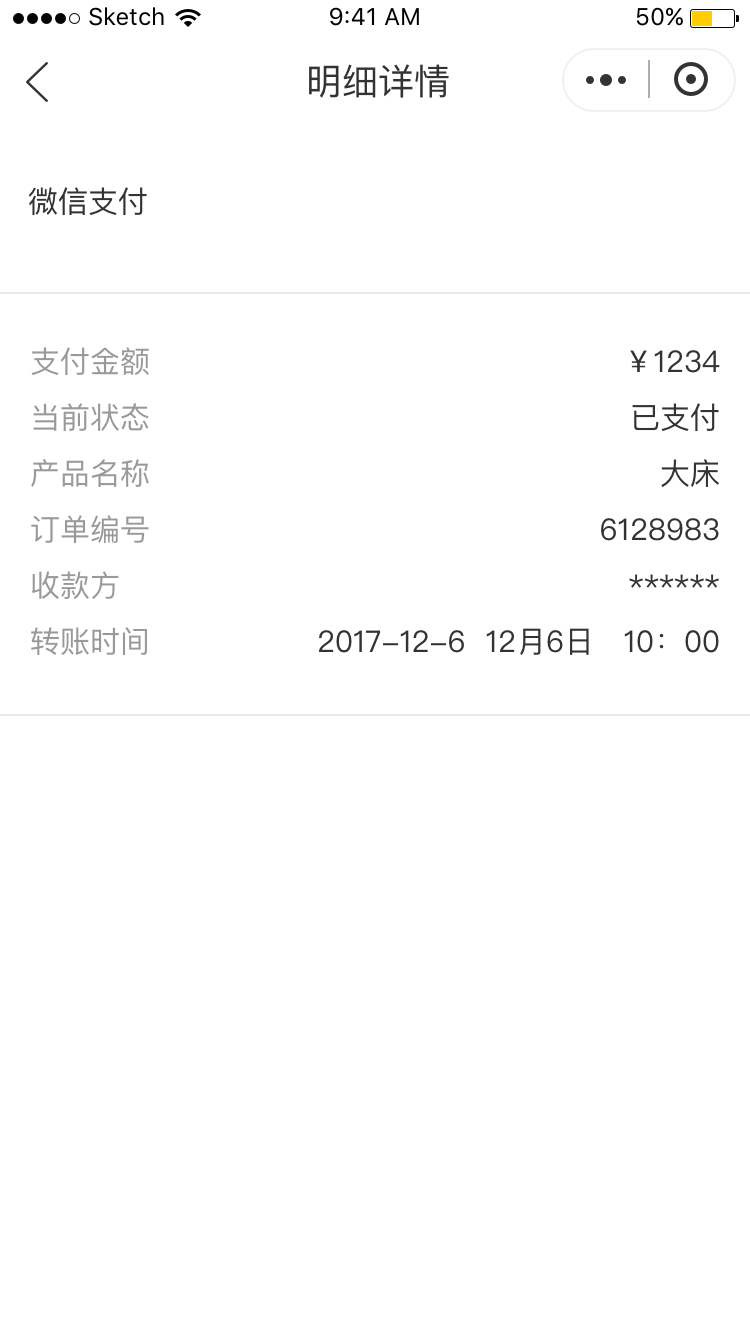 Sketch 9:41 AM 50%
明细详情
微信支付
支付金额 ¥1234
当前状态 已支付
产品名称 大床
订单编号 6128983
收款方 ******
转账时间 2017-12-6 12月6日 10：00